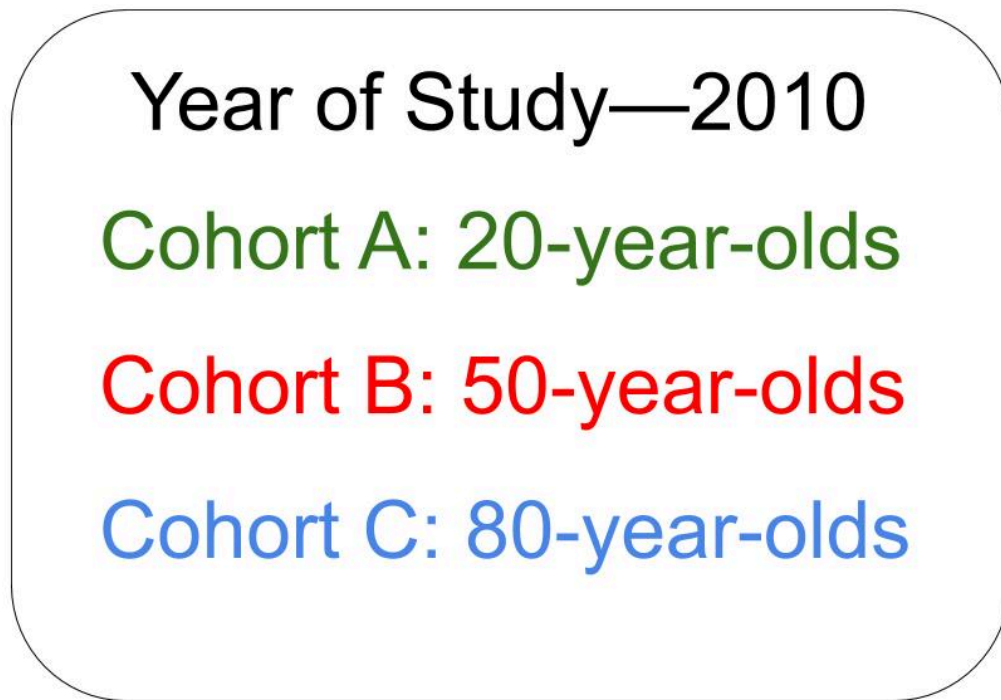 Year of Study—2010
Cohort A: 20-year-olds
Cohort B: 50-year-olds
Cohort C: 80-year-olds